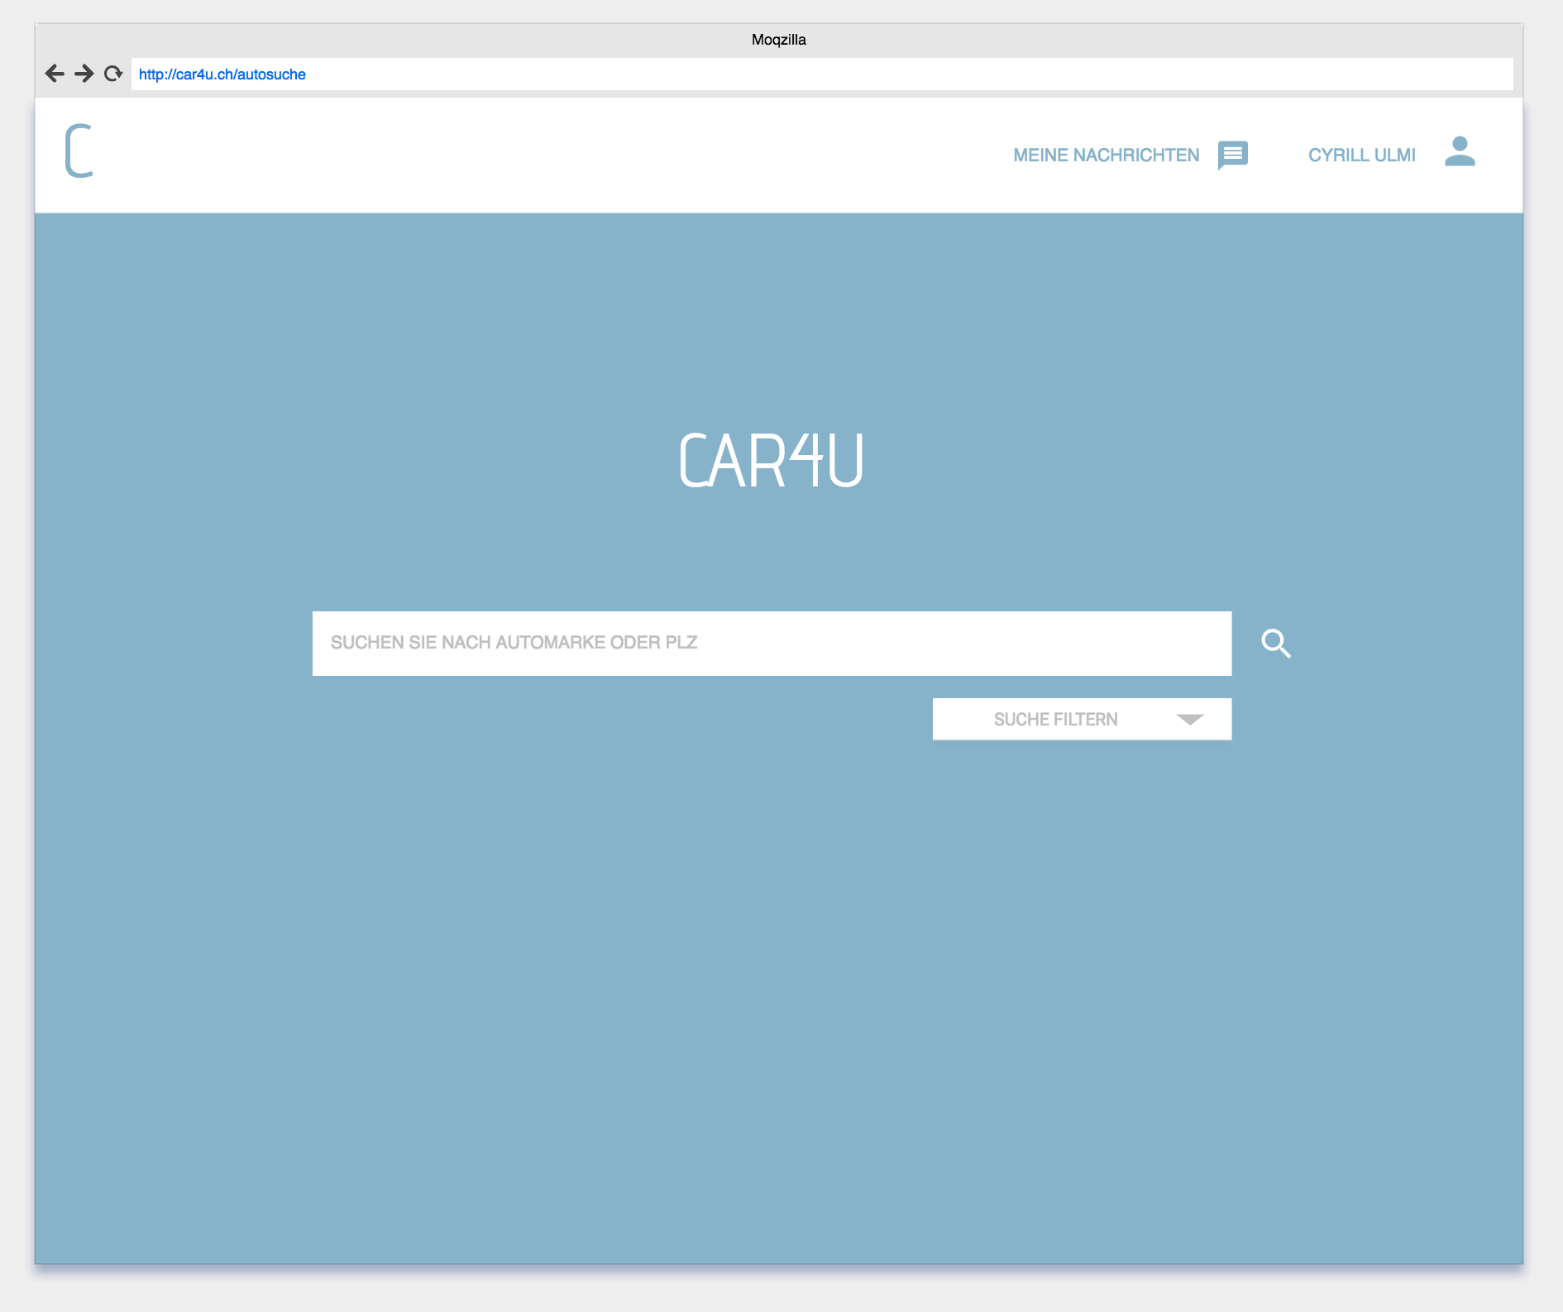 Moqzilla
http://car4u.ch/autosuche
C
MEINE NACHRICHTEN
CYRILL ULMI
CAR4U
SUCHEN SIE NACH AUTOMARKE ODER PLZ
SUCHE FILTERN